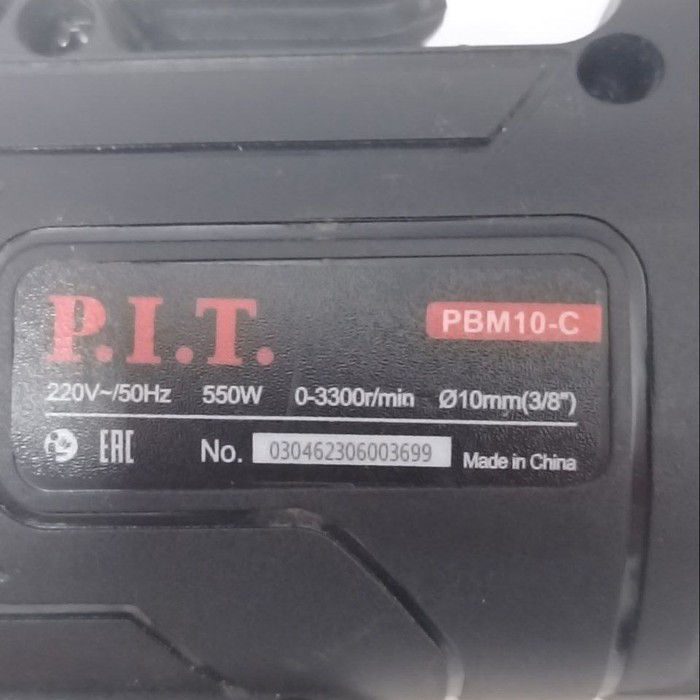 P.I.T.
PBM10-C
220V~/50Hz 550W 0-3300r/min Ø10mm(3/8")
EAC No. 030462306003699 Made in China